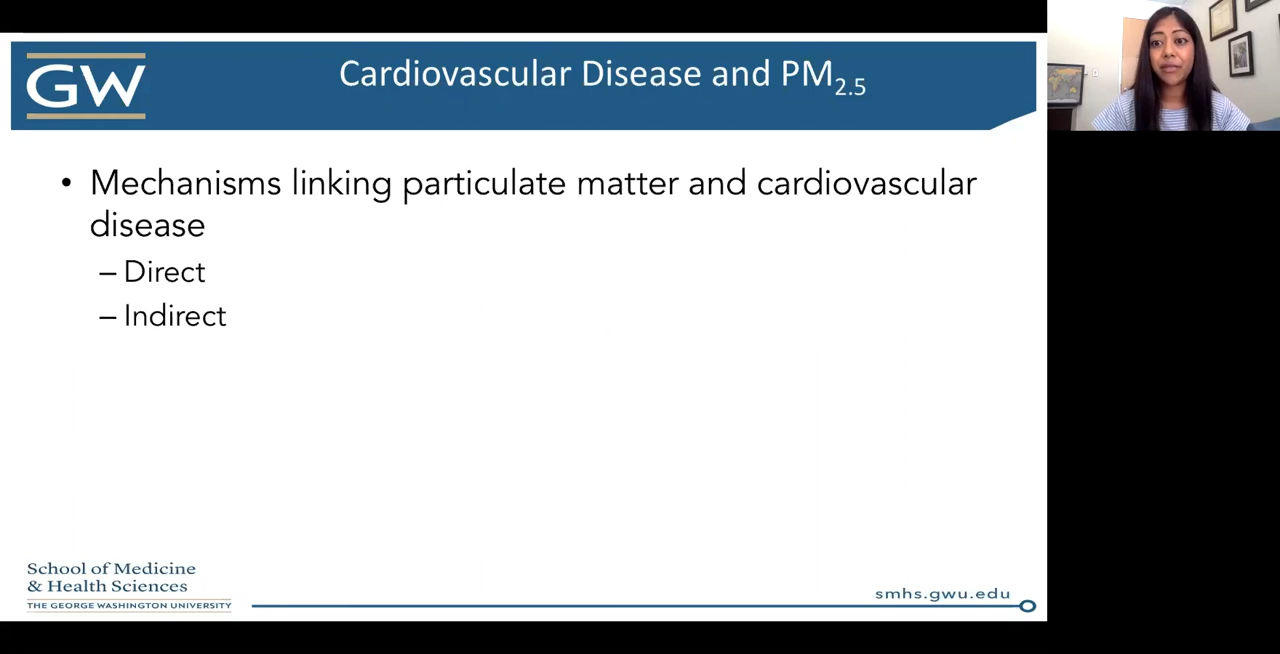 GW
Cardiovascular Disease and PM2.5
• Mechanisms linking particulate matter and cardiovascular
disease
– Direct
– Indirect
School of Medicine
& Health Sciences
THE GEORGE WASHINGTON UNIVERSITY
smhs.gwu.edu